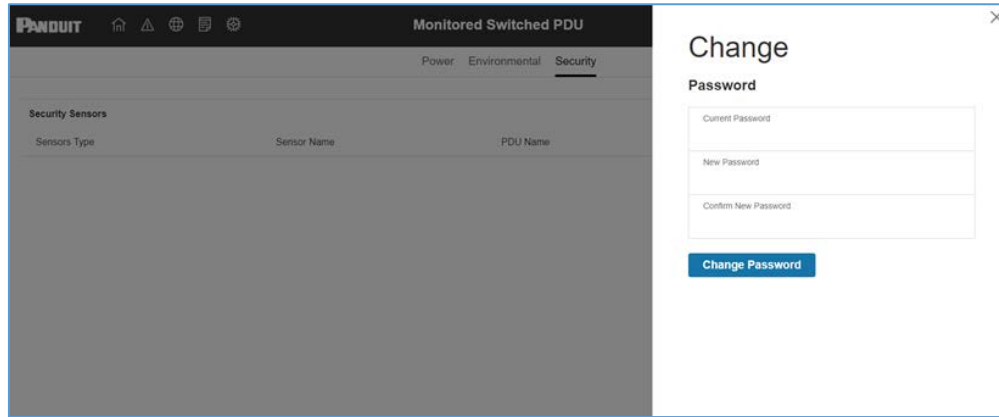 PANDUIT
Monitored Switched PDU
Power Environmental Security
Security Sensors
Sensors Type Sensor Name PDU Name
Change
Password
Current Password
New Password
Confirm New Password
Change Password